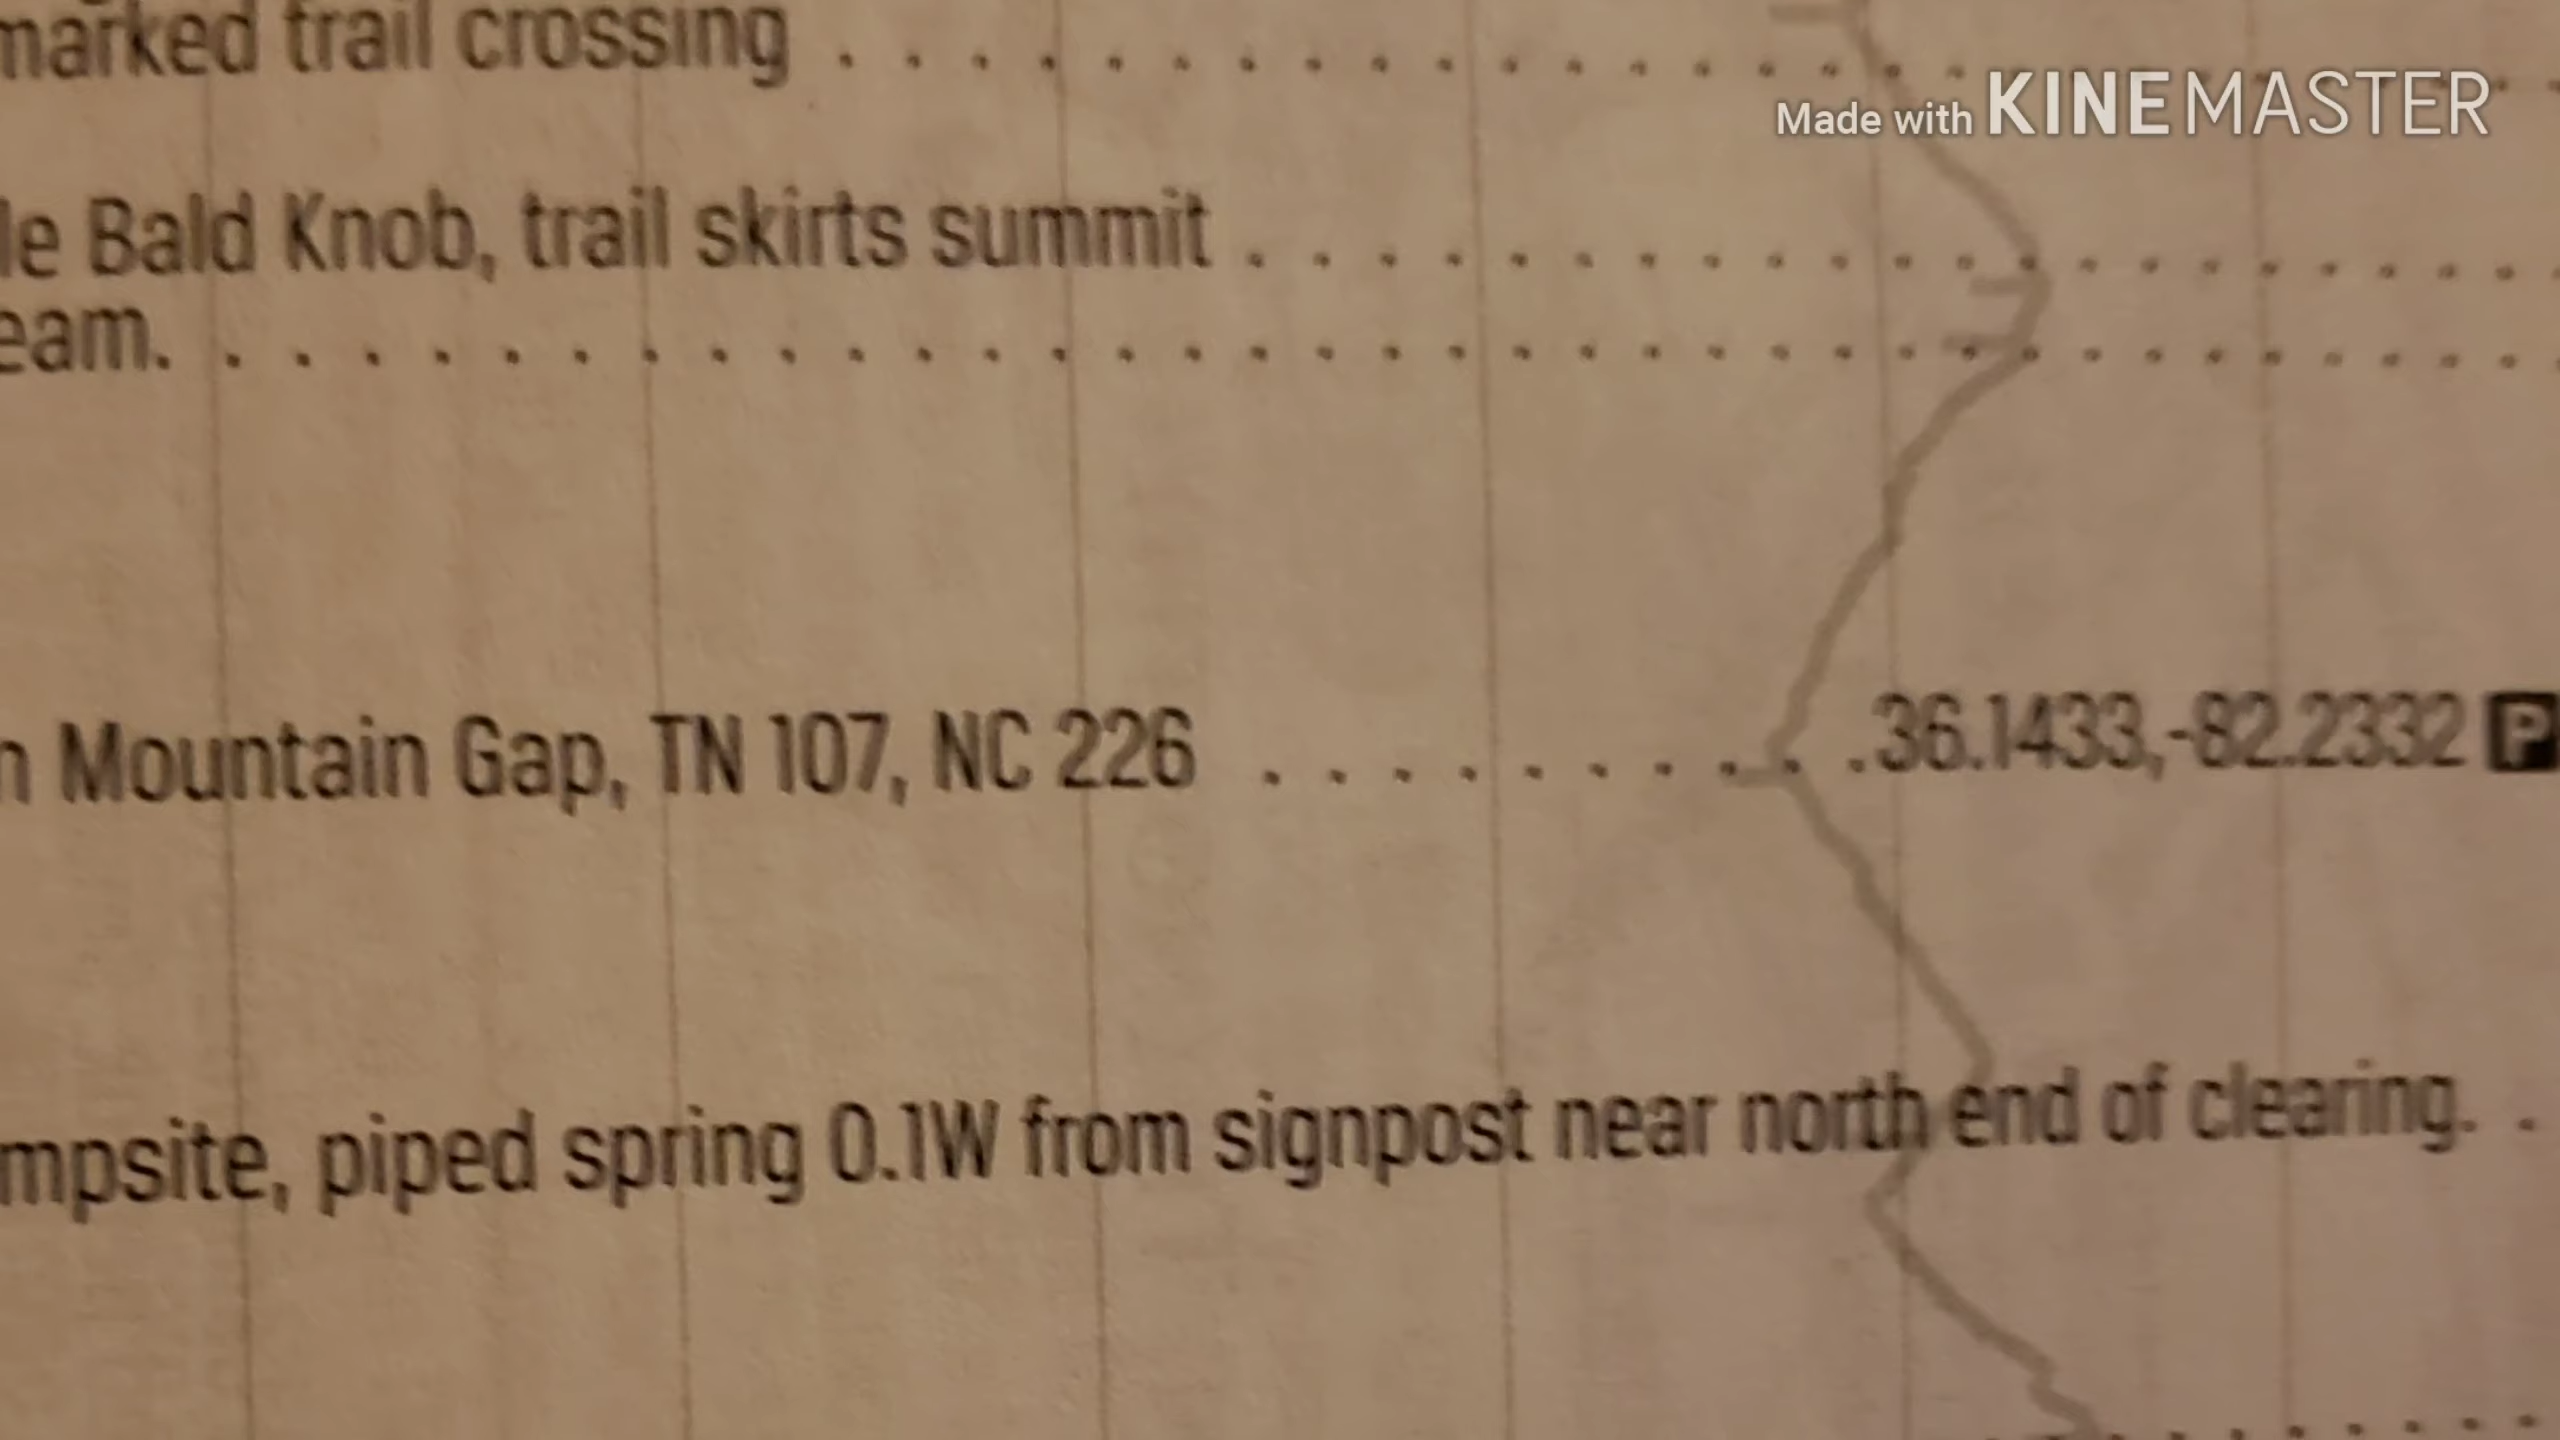 marked trail crossing . . . . . . . . . . . . . . . . . . . .
Made with KINEMASTER
le Bald Knob, trail skirts summit . . . . . . . . . . . . . . . . . . . . .
eam. . . . . . . . . . . . . . . . . . . . . . . . . . . . . . . . . . . . .
n Mountain Gap, TN 107, NC 226 . . . . . . . . . . .36.1433,-82.2332 P
mpsite, piped spring 0.1W from signpost near north end of clearing. .